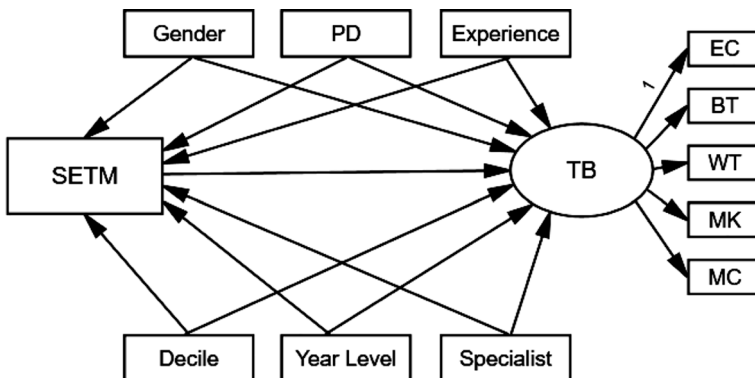 Gender
PD
Experience
EC
1
BT
SETM
TB
WT
MK
MC
Decile
Year Level
Specialist